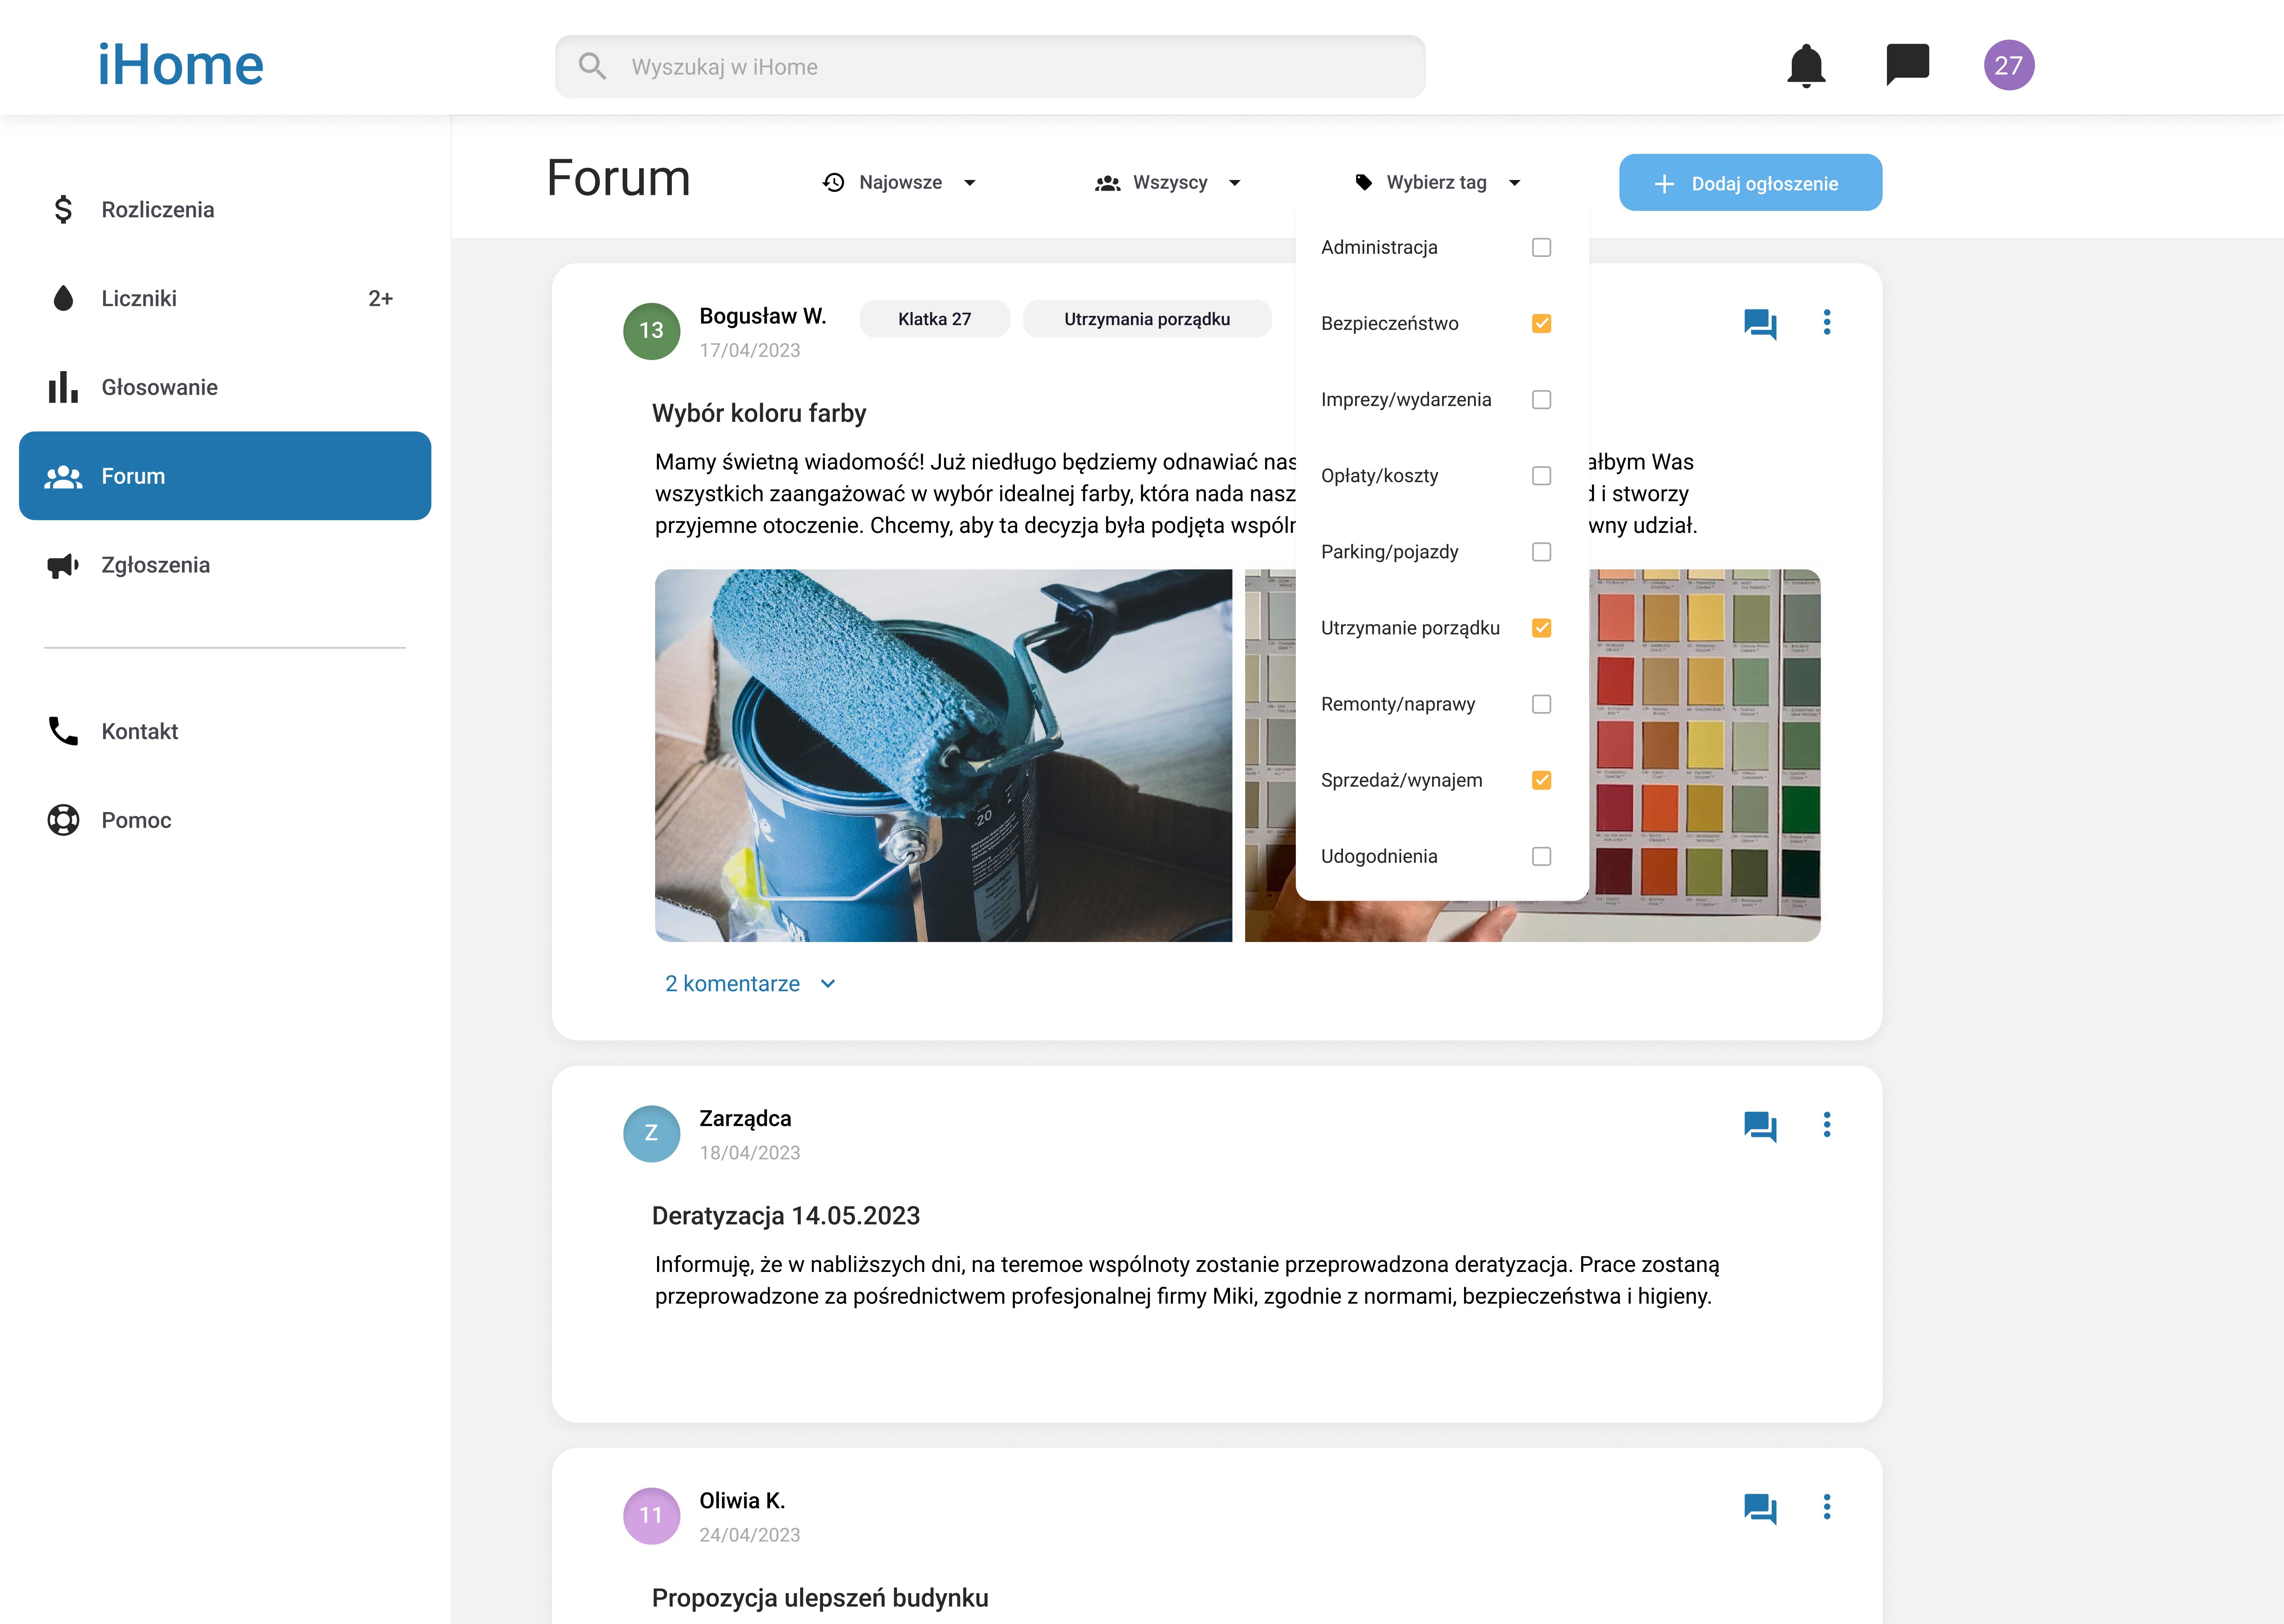 iHome
Wyszukaj w iHome
27
Rozliczenia
Liczniki 2+
Głosowanie
Forum
Zgłoszenia
Kontakt
Pomoc
Forum
Najowsze
Wszyscy
Wybierz tag
Dodaj ogłoszenie
Administracja
Bezpieczeństwo
Imprezy/wydarzenia
Opłaty/koszty
Parking/pojazdy
Utrzymanie porządku
Remonty/naprawy
Sprzedaż/wynajem
Udogodnienia
13
Bogusław W.
Klatka 27
Utrzymania porządku
17/04/2023
Wybór koloru farby
Mamy świetną wiadomość! Już niedługo będziemy odnawiać nas ałbym Was
wszystkich zaangażować w wybór idealnej farby, która nada nasz d i stworzy
przyjemne otoczenie. Chcemy, aby ta decyzja była podjęta wspóln wny udział.
20
2 komentarze
Z
Zarządca
18/04/2023
Deratyzacja 14.05.2023
Informuję, że w nabliższych dni, na teremoe wspólnoty zostanie przeprowadzona deratyzacja. Prace zostaną
przeprowadzone za pośrednictwem profesjonalnej firmy Miki, zgodnie z normami, bezpieczeństwa i higieny.
11
Oliwia K.
24/04/2023
Propozycja ulepszeń budynku